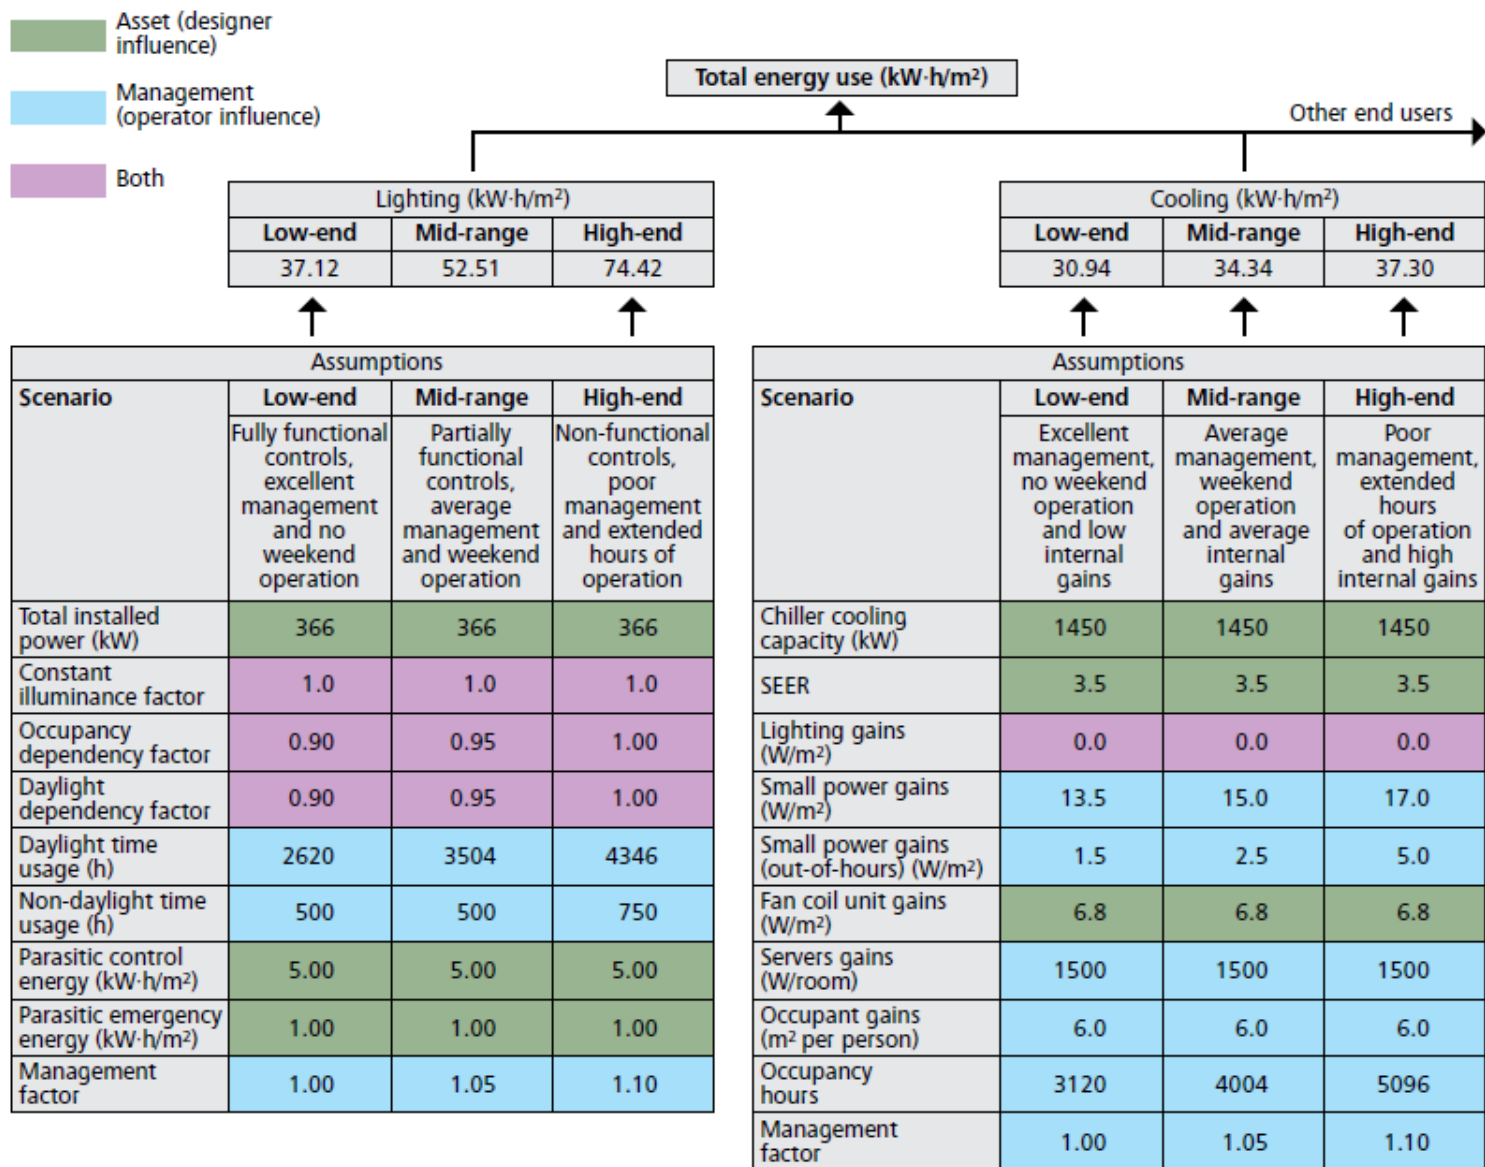 Asset (designer
influence)
Management
(operator influence)
Both
Total energy use (kW·h/m²)
Other end users
Lighting (kW·h/m²)
Low-end Mid-range High-end
37.12 52.51 74.42
Cooling (kW·h/m²)
Low-end Mid-range High-end
30.94 34.34 37.30
Assumptions
Scenario Low-end Mid-range High-end
Fully functional
controls,
excellent
management
and no
weekend
operation
Partially
functional
controls,
average
management
and weekend
operation
Non-functional
controls,
poor
management
and extended
hours of
operation
Total installed
power (kW)
366 366 366
Constant
illuminance factor
1.0 1.0 1.0
Occupancy
dependency factor
0.90 0.95 1.00
Daylight
dependency factor
0.90 0.95 1.00
Daylight time
usage (h)
2620 3504 4346
Non-daylight time
usage (h)
500 500 750
Parasitic control
energy (kW·h/m²)
5.00 5.00 5.00
Parasitic emergency
energy (kW·h/m²)
1.00 1.00 1.00
Management
factor
1.00 1.05 1.10
Assumptions
Scenario Low-end Mid-range High-end
Excellent
management,
no weekend
operation
and low
internal
gains
Average
management,
weekend
operation
and average
internal
gains
Poor
management,
extended
hours
of operation
and high
internal gains
Chiller cooling
capacity (kW)
1450 1450 1450
SEER
3.5 3.5 3.5
Lighting gains
(W/m²)
0.0 0.0 0.0
Small power gains
(W/m²)
13.5 15.0 17.0
Small power gains
(out-of-hours) (W/m²)
1.5 2.5 5.0
Fan coil unit gains
(W/m²)
6.8 6.8 6.8
Servers gains
(W/room)
1500 1500 1500
Occupant gains
(m² per person)
6.0 6.0 6.0
Occupancy
hours
3120 4004 5096
Management
factor
1.00 1.05 1.10